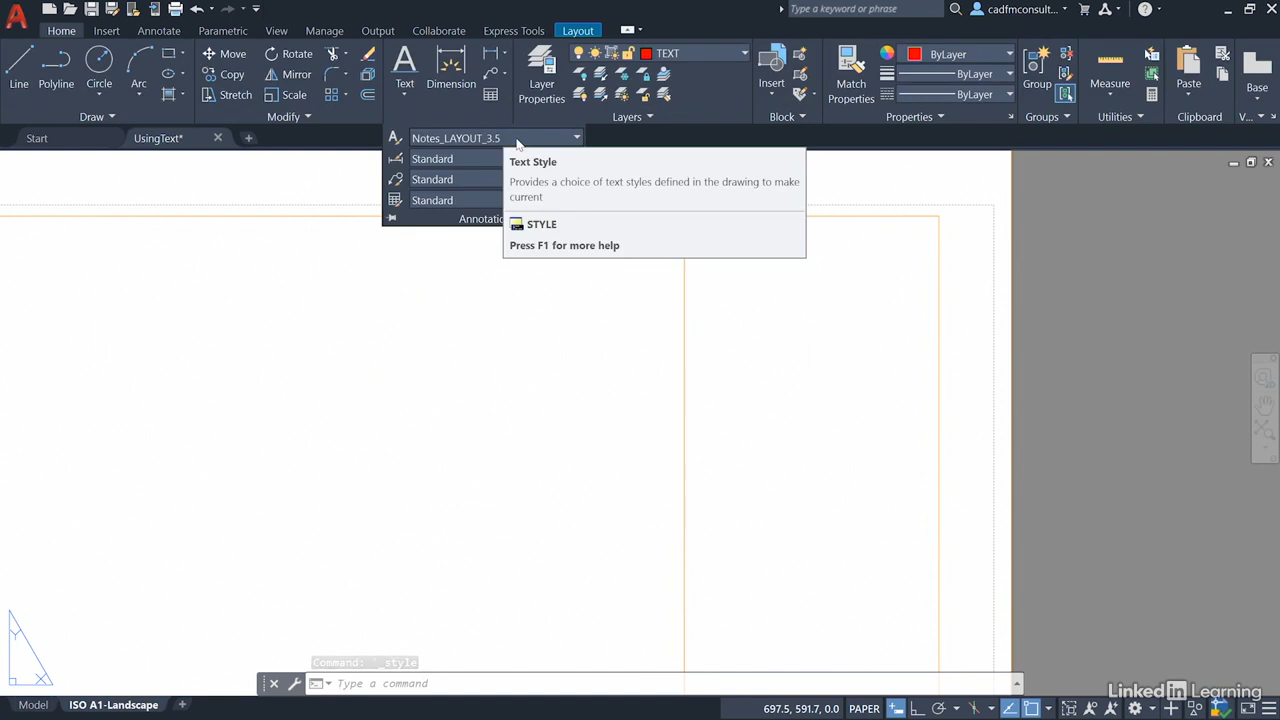 Type a keyword or phrase
cadfmconsult...
Home Insert Annotate Parametric View Manage Output Collaborate Express Tools Layout
Line Polyline Circle Arc
Move Rotate
Copy Mirror
Stretch Scale
Text Dimension
Layer Properties
TEXT
Insert
Match Properties
ByLayer
ByLayer
ByLayer
Group
Measure
Paste
Base
Draw Modify Layers Block Properties Groups Utilities Clipboard V...
Start UsingText*
Notes_LAYOUT_3.5
Standard
Standard
Standard
Annotatio
Text Style
Provides a choice of text styles defined in the drawing to make
current
STYLE
Press F1 for more help
Y
X
Command: '_style
Type a command
LinkedIn Learning
Model ISO A1-Landscape
697.5, 591.7, 0.0 PAPER